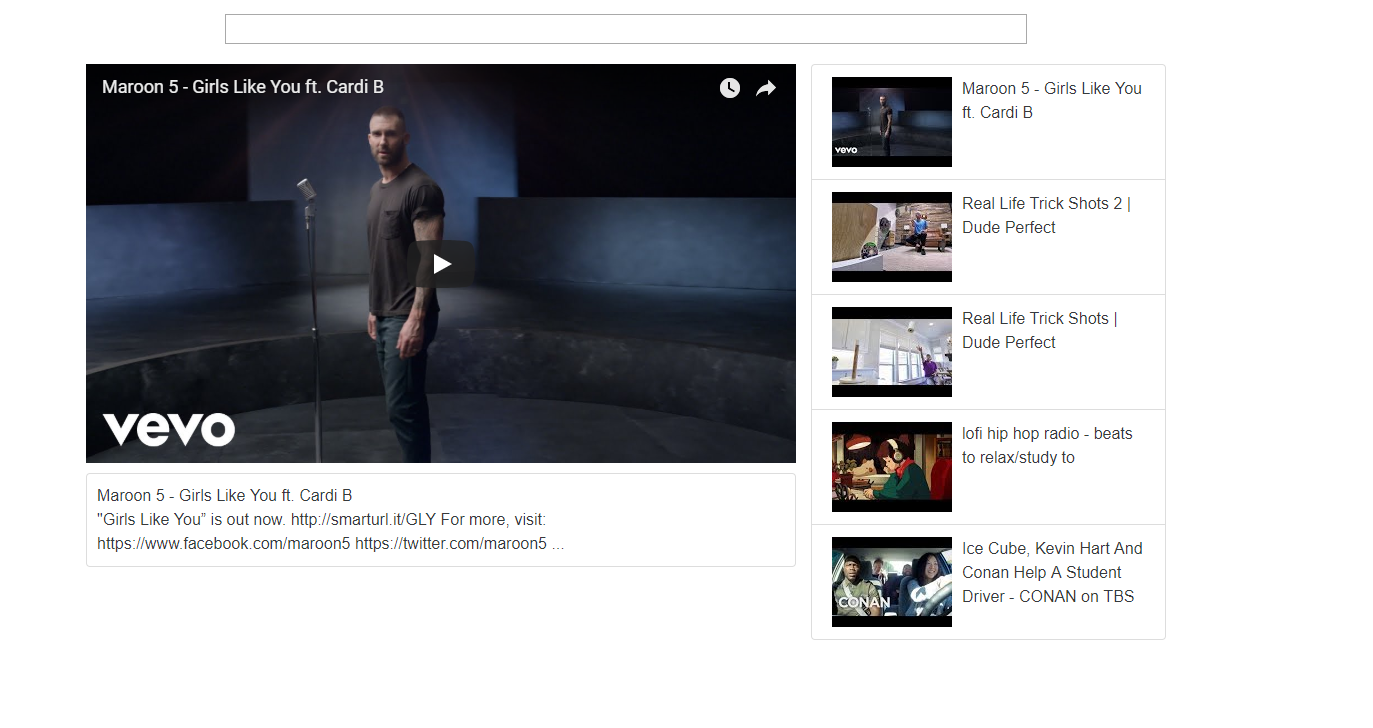 Maroon 5 - Girls Like You ft. Cardi B
vevo
Maroon 5 - Girls Like You ft. Cardi B
"Girls Like You” is out now. http://smarturl.it/GLY For more, visit:
https://www.facebook.com/maroon5 https://twitter.com/maroon5 ...
vevo
Maroon 5 - Girls Like You
ft. Cardi B
Real Life Trick Shots 2 |
Dude Perfect
Real Life Trick Shots |
Dude Perfect
lofi hip hop radio - beats
to relax/study to
CONAN
Ice Cube, Kevin Hart And
Conan Help A Student
Driver - CONAN on TBS